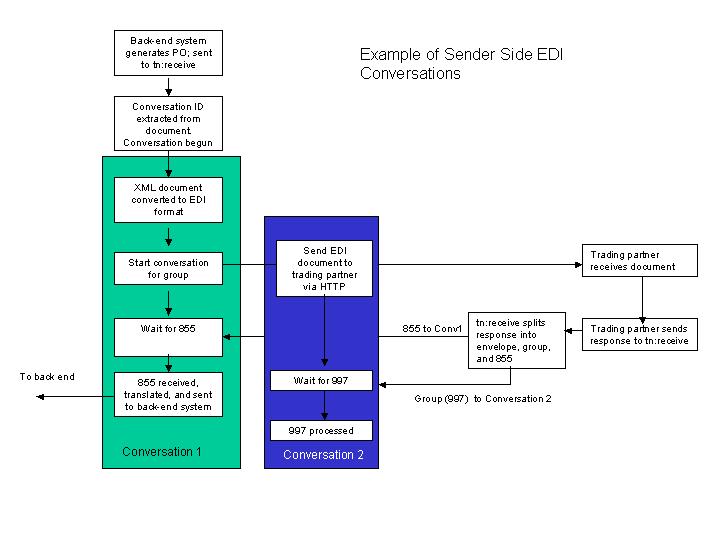 Back-end system
generates PO; sent
to tn:receive
Example of Sender Side EDI
Conversations
Conversation ID
extracted from
document.
Conversation begun
XML document
converted to EDI
format
Start conversation
for group
Send EDI
document to
trading partner
via HTTP
Trading partner
receives document
Wait for 855
855 to Conv1
tn:receive splits
response into
envelope, group,
and 855
Trading partner sends
response to tn:receive
To back end
855 received,
translated, and sent
to back-end system
Wait for 997
Group (997) to Conversation 2
997 processed
Conversation 1
Conversation 2